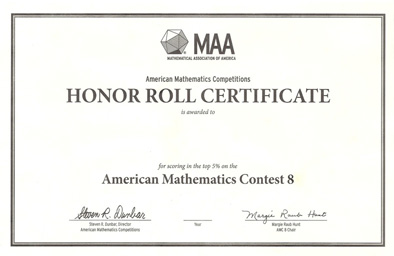 MAA
MATHEMATICAL ASSOCIATION OF AMERICA
American Mathematics Competitions
HONOR ROLL CERTIFICATE
is awarded to
for scoring in the top 5% on the
American Mathematics Contest 8
Steven R. Dunbar
Steven R. Dunbar, Director
American Mathematics Competitions
Year
Margie Raub Hunt
Margie Raub Hunt
AMC 8 Chair